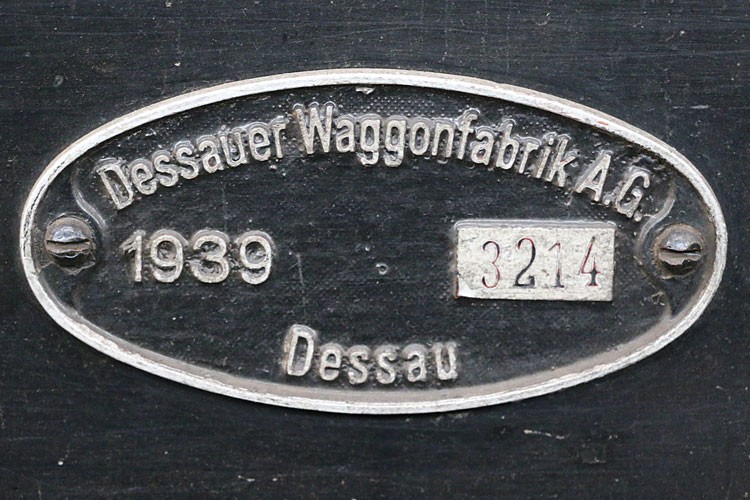 Dessauer Waggonfabrik A.G.
1939 3214
Dessau